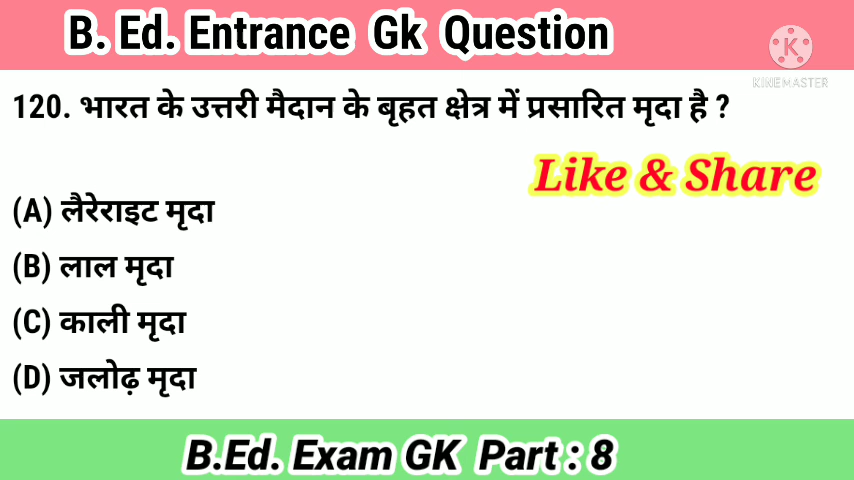 B. Ed. Entrance Gk Question
K
KINEMASTER
120. भारत के उत्तरी मैदान के बृहत क्षेत्र में प्रसारित मृदा है ?
Like & Share
(A) लैरेराइट मृदा
(B) लाल मृदा
(C) काली मृदा
(D) जलोढ़ मृदा
B.Ed. Exam GK Part : 8